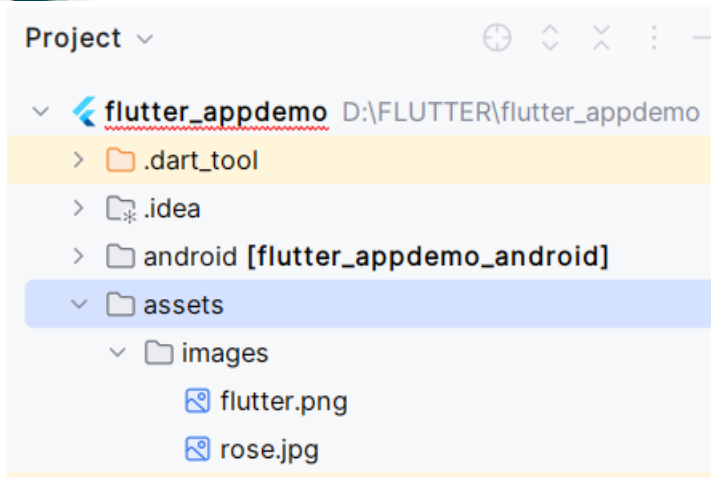 Project
flutter_appdemo D:\FLUTTER\flutter_appdemo
.dart_tool
.idea
android [flutter_appdemo_android]
assets
images
flutter.png
rose.jpg